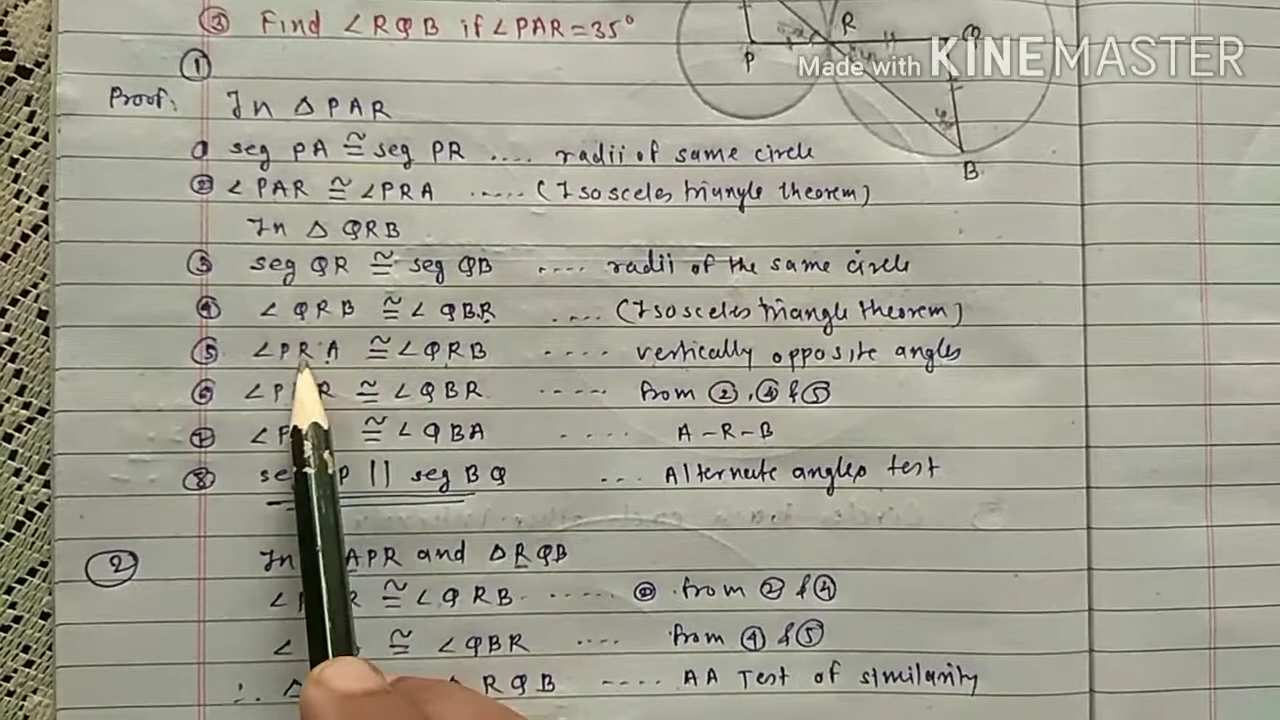 ③ Find ∠RQB if ∠PAR = 35°
R
P
Q
B
Made with KINEMASTER
①
Proof: In △ PAR
① seg PA ≅ seg PR .... radii of same circle
② ∠PAR ≅ ∠PRA ..... (Isosceles triangle theorem)
In △ QRB
③ seg QR ≅ seg QB .... radii of the same circle
④ ∠QRB ≅ ∠QBR .... (Isosceles triangle theorem)
⑤ ∠PRA ≅ ∠QRB .... vertically opposite angles
⑥ ∠P R ≅ ∠QBR ..... from ②, ④ & ⑤
⑦ ∠P ≅ ∠QBA .... A-R-B
⑧ se P || seg BQ ... Alternate angles test
② In APR and △RQB
∠ R ≅ ∠QRB ..... from ② & ④
∠ ≅ ∠QBR .... from ④ & ⑤
∴ △ RQB .... AA Test of similarity